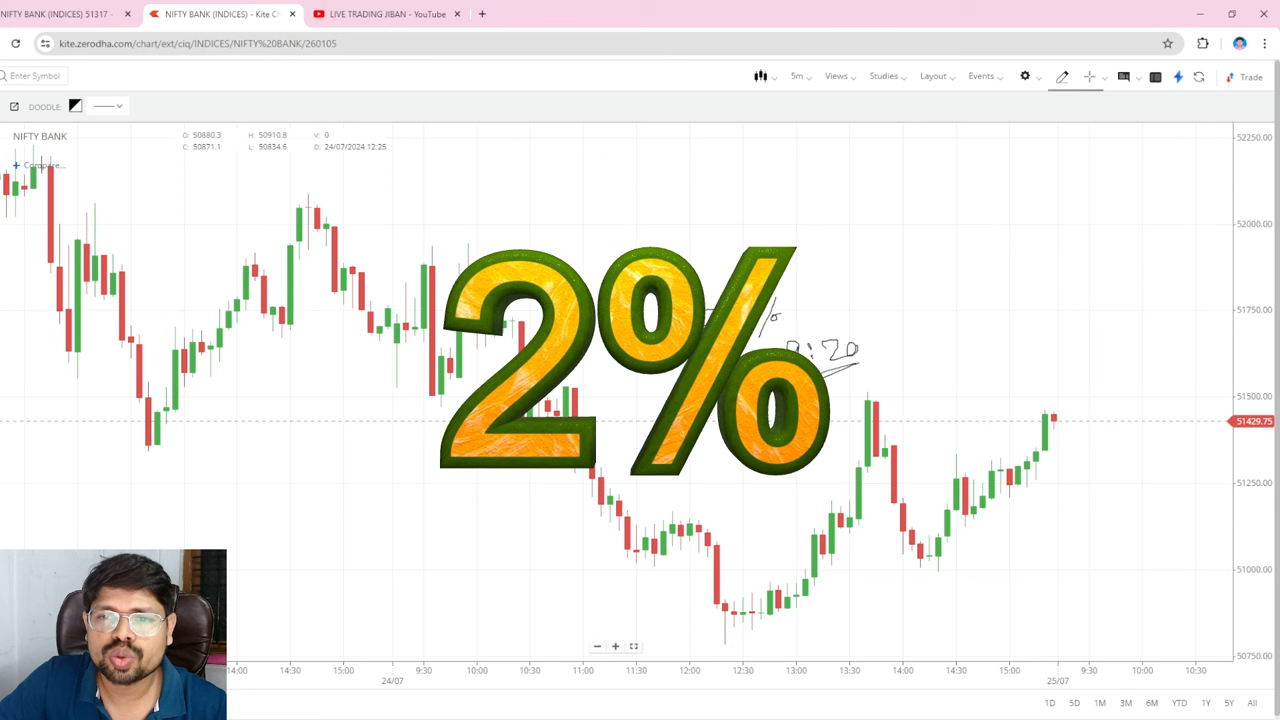 NIFTY BANK (INDICES) 51317 -
NIFTY BANK (INDICES) - Kite C
LIVE TRADING JIBAN - YouTube
kite.zerodha.com/chart/ext/ciq/INDICES/NIFTY%20BANK/260105
Enter Symbol
5m
Views
Studies
Layout
Events
Trade
DOODLE:
NIFTY BANK
O: 50880.3 H: 50910.8 V: 0
C: 50871.1 L: 50834.6 D: 24/07/2024 12:25
Compare...
52250.00
52000.00
51750.00
51500.00
51429.75
51250.00
51000.00
50750.00
2%
:20
14:00 14:30 15:00 9:30 10:00 10:30 11:00 11:30 12:00 12:30 13:00 13:30 14:00 14:30 15:00 9:30 10:00 10:30
24/07 25/07
1D 5D 1M 3M 6M YTD 1Y 5Y All